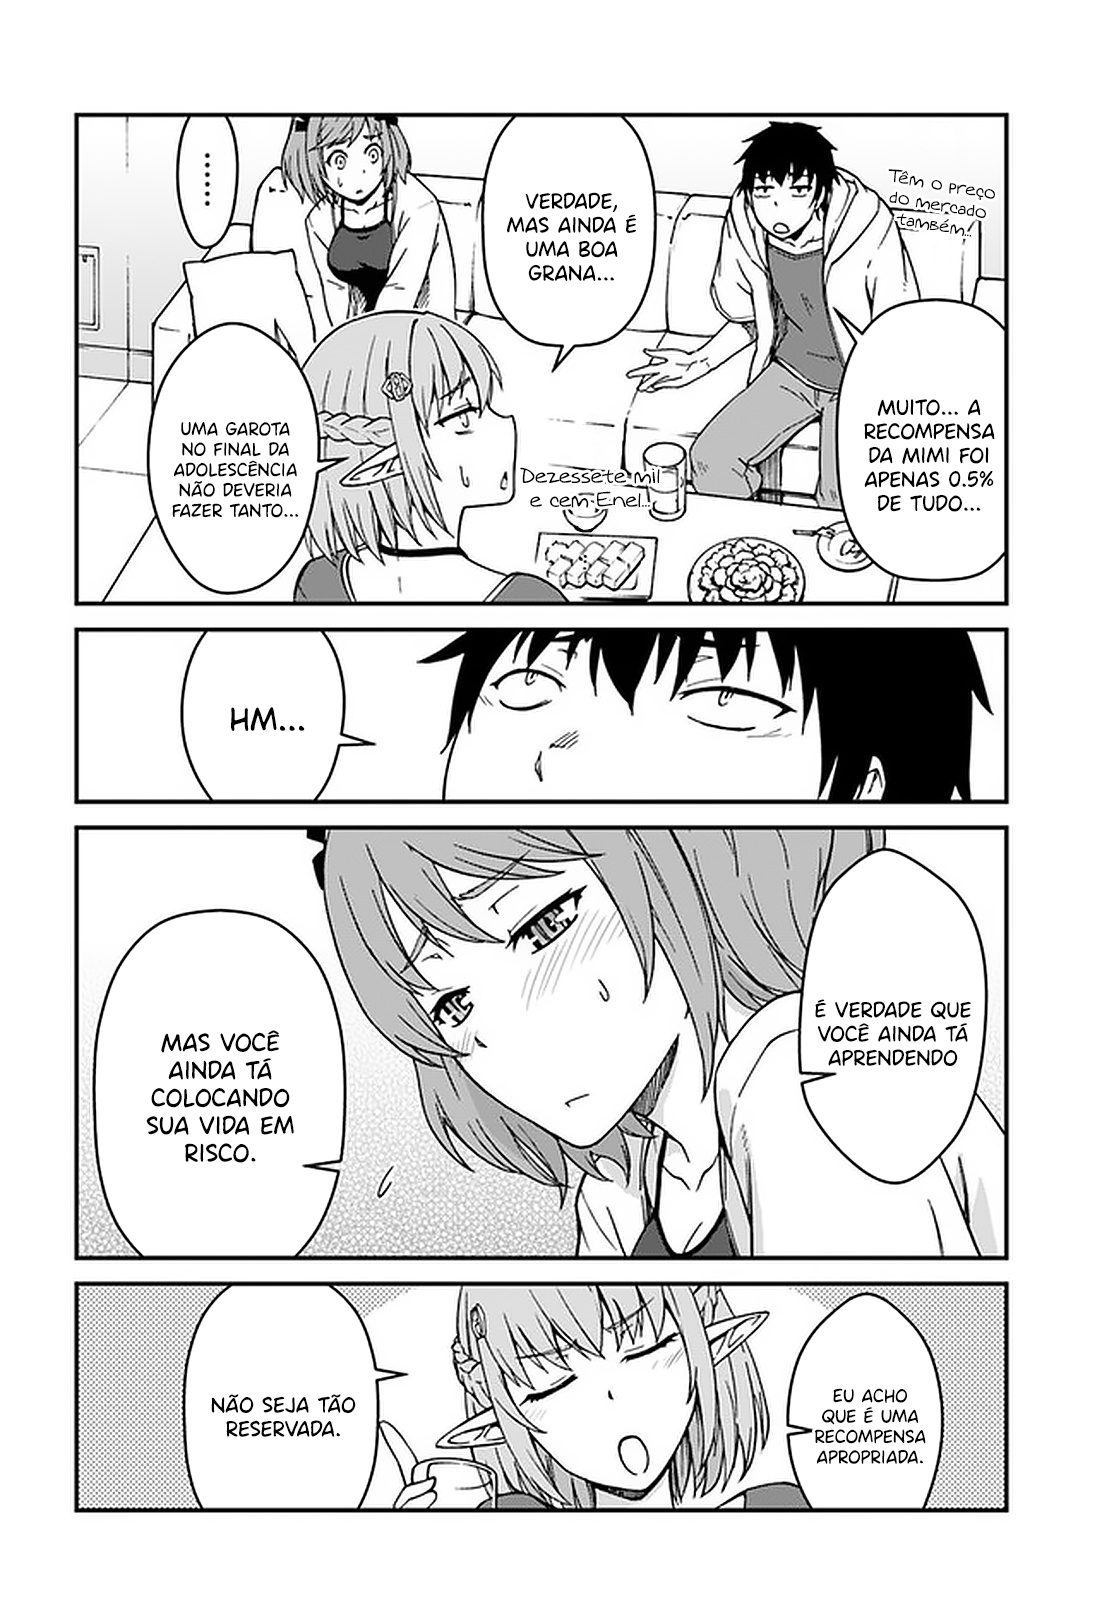 Têm o preço
do mercado
também...
MUITO... A
RECOMPENSA
DA MIMI FOI
APENAS 0.5%
DE TUDO...
VERDADE,
MAS AINDA É
UMA BOA
GRANA...
Dezessete mil
e cem Enel...
......
UMA GAROTA
NO FINAL DA
ADOLESCÊNCIA
NÃO DEVERIA
FAZER TANTO...
HM...
É VERDADE QUE
VOCÊ AINDA TÁ
APRENDENDO
MAS VOCÊ
AINDA TÁ
COLOCANDO
SUA VIDA EM
RISCO.
EU ACHO
QUE É UMA
RECOMPENSA
APROPRIADA.
NÃO SEJA TÃO
RESERVADA.